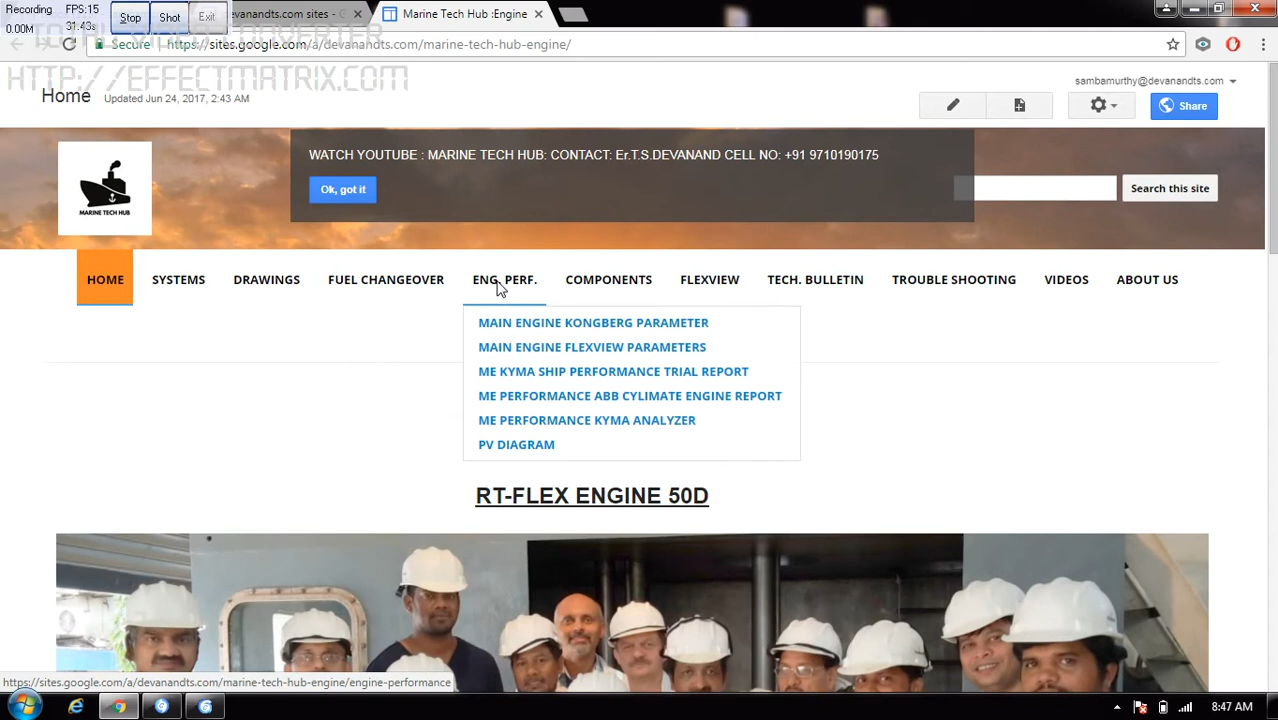 Recording FPS:15
0.00M 31:43s
Stop Shot Exit
devanandts.com sites - G
Marine Tech Hub :Engine
TOTAL VIDEO CONVERTER
Secure https://sites.google.com/a/devanandts.com/marine-tech-hub-engine/
HTTP://EFFECTMATRIX.COM
sambamurthy@devanandts.com
Home Updated Jun 24, 2017, 2:43 AM
Share
WATCH YOUTUBE : MARINE TECH HUB: CONTACT: Er.T.S.DEVANAND CELL NO: +91 9710190175
Ok, got it
Search this site
MARINE TECH HUB
HOME SYSTEMS DRAWINGS FUEL CHANGEOVER ENG. PERF. COMPONENTS FLEXVIEW TECH. BULLETIN TROUBLE SHOOTING VIDEOS ABOUT US
MAIN ENGINE KONGBERG PARAMETER
MAIN ENGINE FLEXVIEW PARAMETERS
ME KYMA SHIP PERFORMANCE TRIAL REPORT
ME PERFORMANCE ABB CYLIMATE ENGINE REPORT
ME PERFORMANCE KYMA ANALYZER
PV DIAGRAM
RT-FLEX ENGINE 50D
https://sites.google.com/a/devanandts.com/marine-tech-hub-engine/engine-performance
8:47 AM